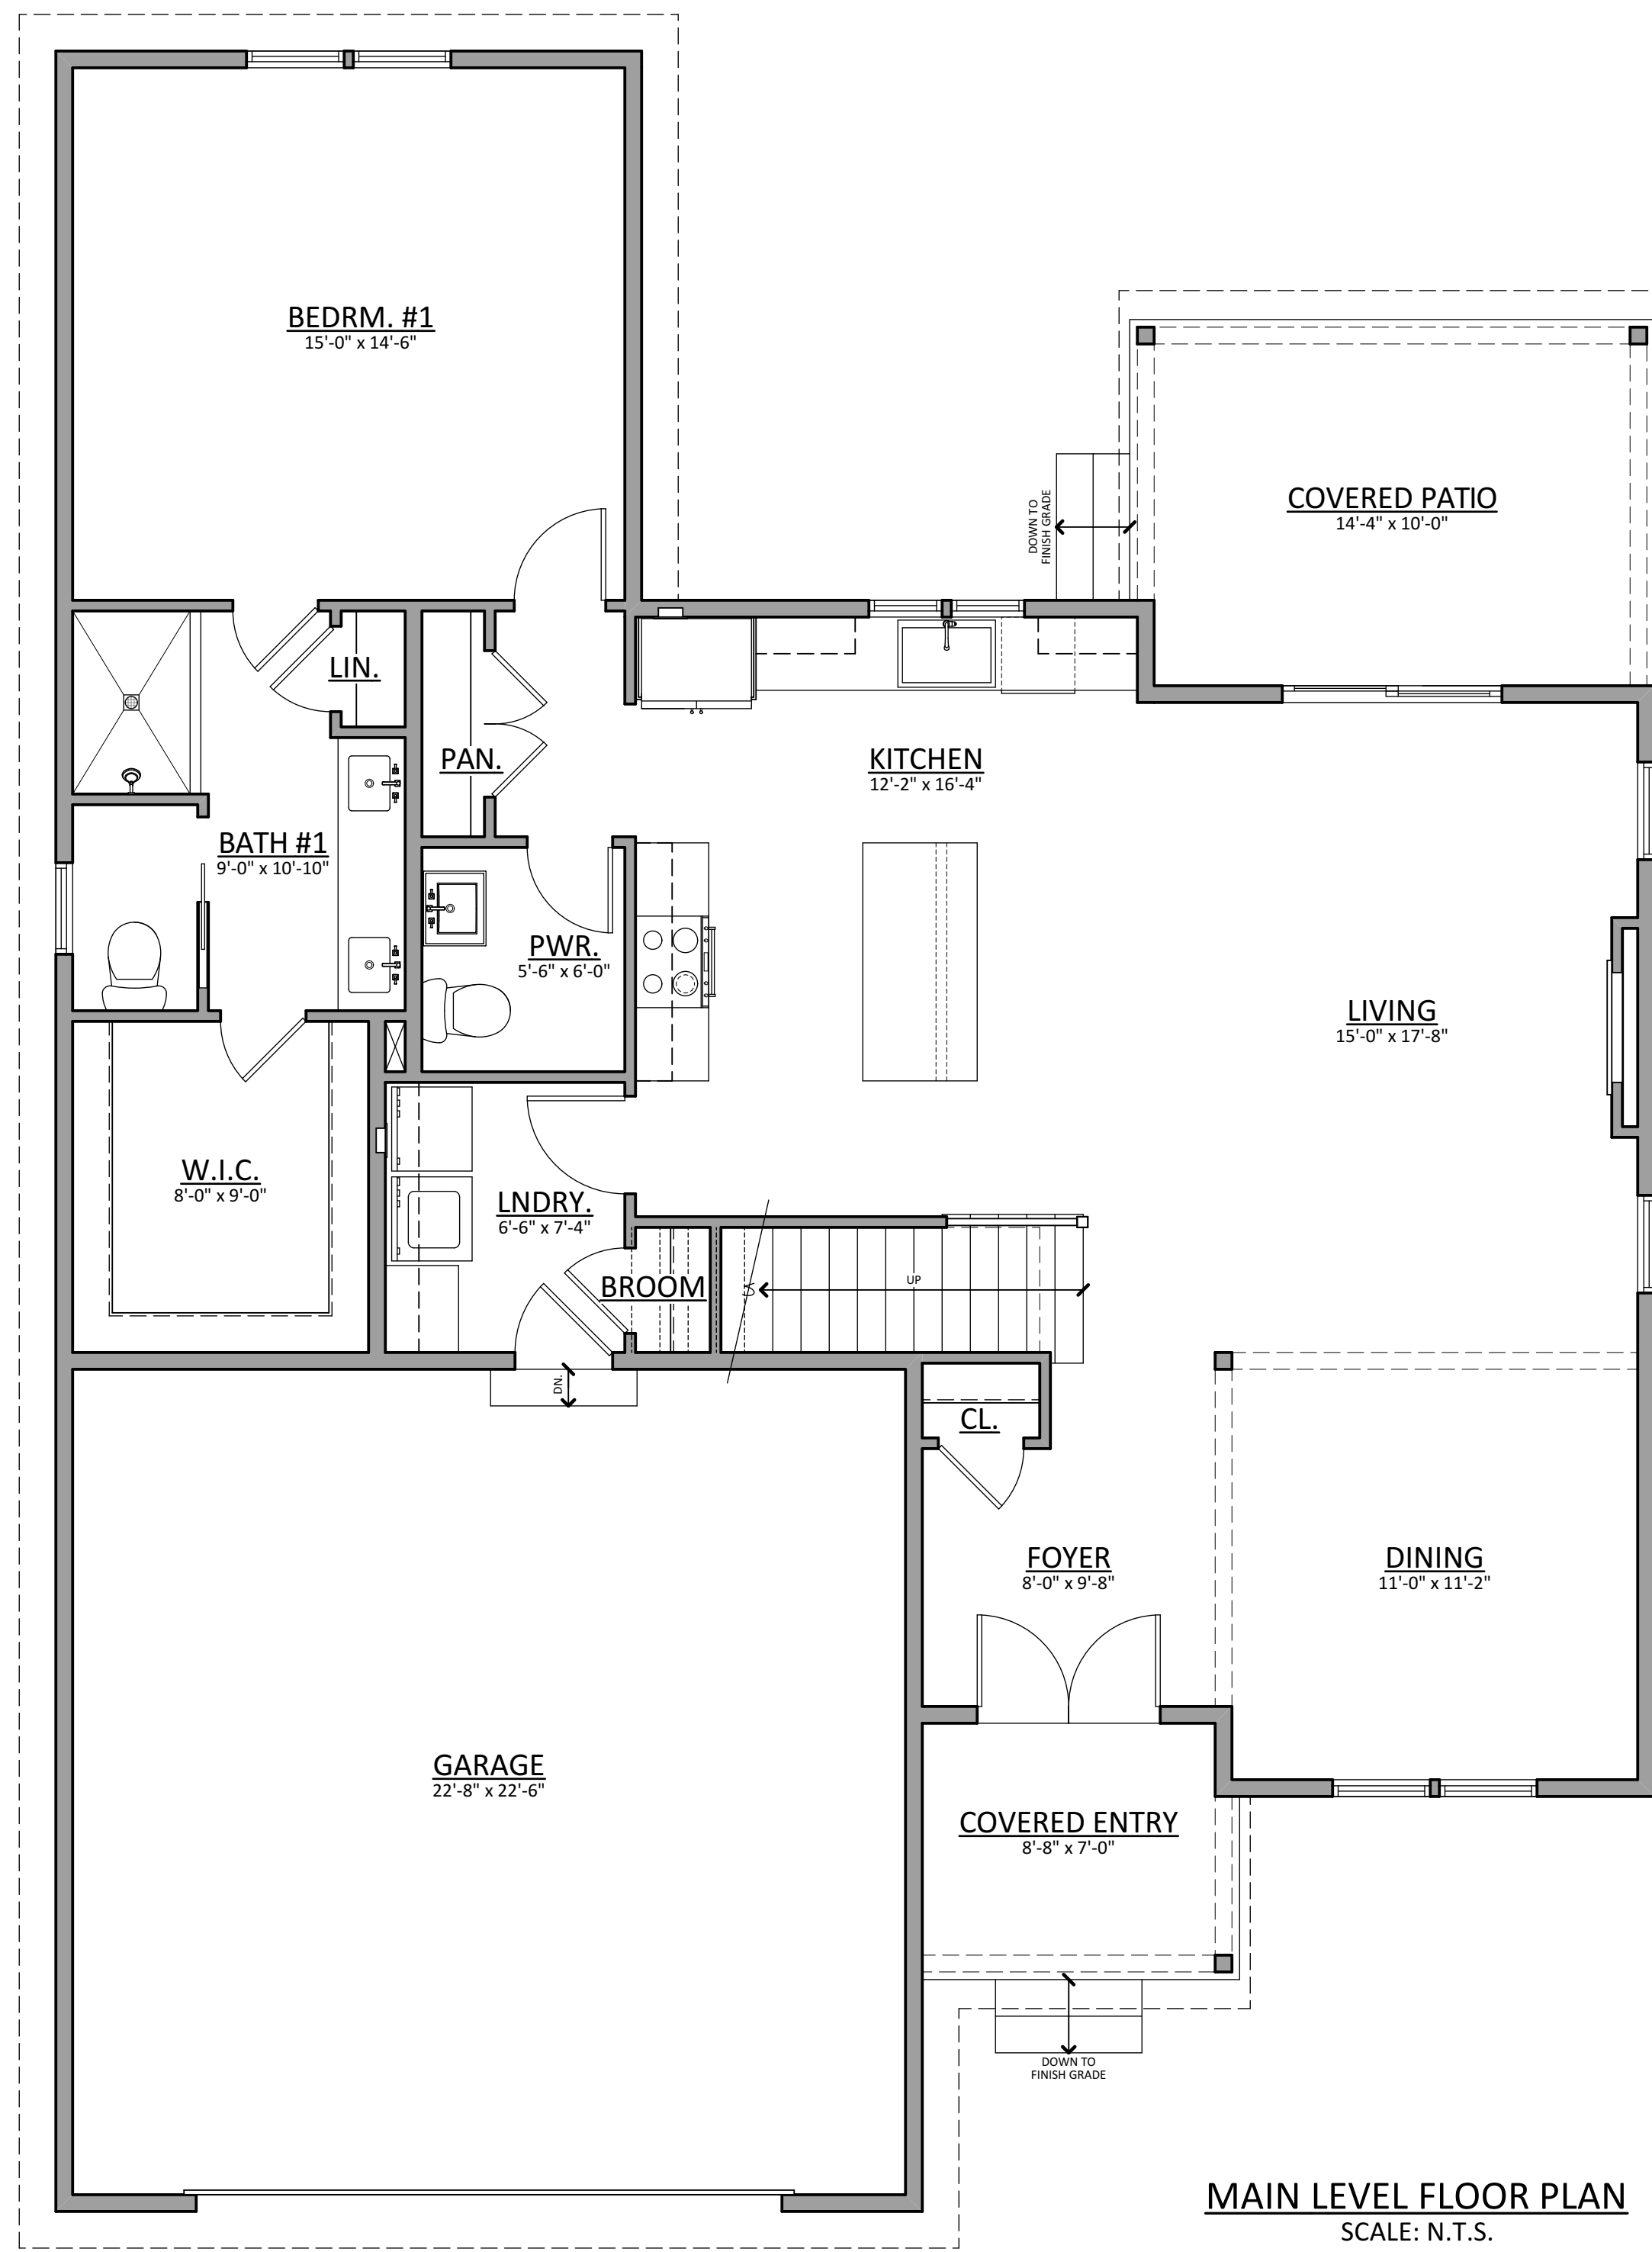 BEDRM. #1
15'-0" x 14'-6"
COVERED PATIO
14'-4" x 10'-0"
DOWN TO
FINISH GRADE
LIN.
PAN.
KITCHEN
12'-2" x 16'-4"
BATH #1
9'-0" x 10'-10"
PWR.
5'-6" x 6'-0"
LIVING
15'-0" x 17'-8"
W.I.C.
8'-0" x 9'-0"
LNDRY.
6'-6" x 7'-4"
BROOM
UP
DN.
CL.
FOYER
8'-0" x 9'-8"
DINING
11'-0" x 11'-2"
GARAGE
22'-8" x 22'-6"
COVERED ENTRY
8'-8" x 7'-0"
DOWN TO
FINISH GRADE
MAIN LEVEL FLOOR PLAN
SCALE: N.T.S.